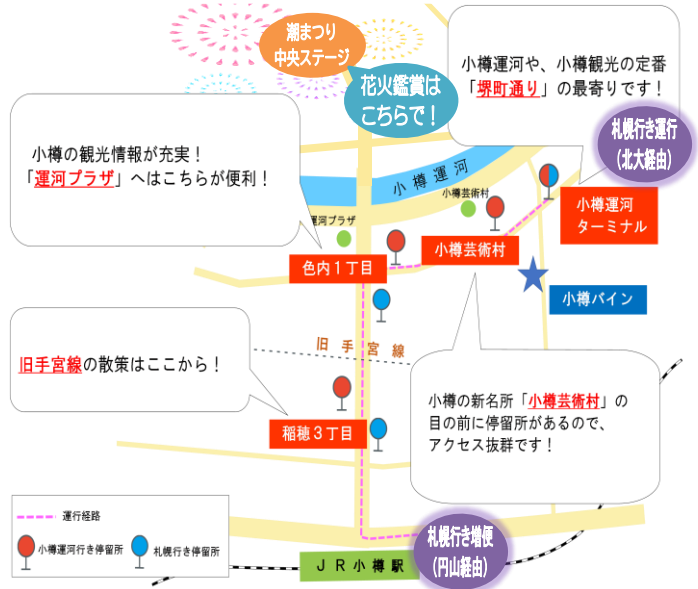 潮まつり
中央ステージ
花火鑑賞は
こちらで！
小樽運河や、小樽観光の定番
「堺町通り」の最寄りです！
札幌行き運行
（北大経由）
小樽の観光情報が充実！
「運河プラザ」へはこちらが便利！
小樽運河
小樽芸術村
運河プラザ
小樽運河
ターミナル
小樽芸術村
色内１丁目
小樽バイン
旧手宮線
旧手宮線の散策はここから！
小樽の新名所「小樽芸術村」の
目の前に停留所があるので、
アクセス抜群です！
稲穂３丁目
運行経路
小樽運河行き停留所
札幌行き停留所
札幌行き増便
（円山経由）
ＪＲ小樽駅